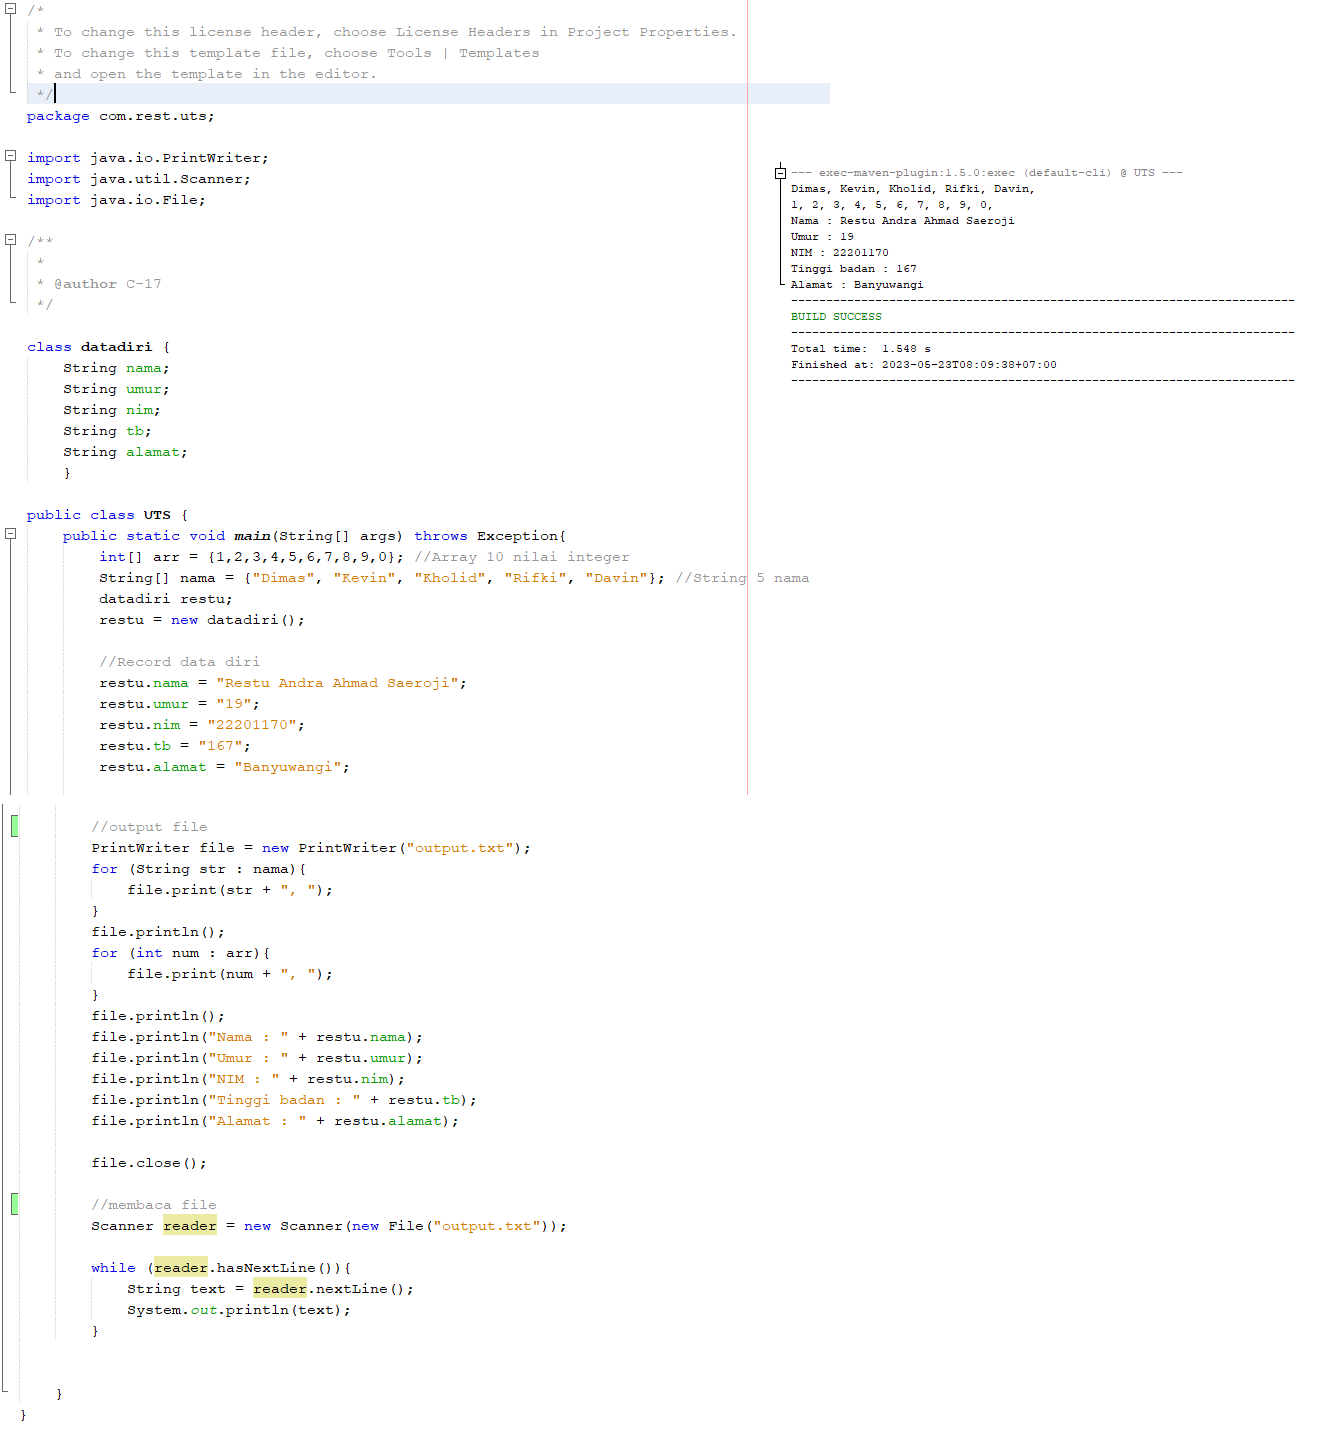 /*
 * To change this license header, choose License Headers in Project Properties.
 * To change this template file, choose Tools | Templates
 * and open the template in the editor.
 */
package com.rest.uts;

import java.io.PrintWriter;
import java.util.Scanner;
import java.io.File;

/**
 *
 * @author C-17
 */

class datadiri {
    String nama;
    String umur;
    String nim;
    String tb;
    String alamat;
    }

public class UTS {
    public static void main(String[] args) throws Exception{
        int[] arr = {1,2,3,4,5,6,7,8,9,0}; //Array 10 nilai integer
        String[] nama = {"Dimas", "Kevin", "Kholid", "Rifki", "Davin"}; //String 5 nama
        datadiri restu;
        restu = new datadiri();

        //Record data diri
        restu.nama = "Restu Andra Ahmad Saeroji";
        restu.umur = "19";
        restu.nim = "22201170";
        restu.tb = "167";
        restu.alamat = "Banyuwangi";

        //output file
        PrintWriter file = new PrintWriter("output.txt");
        for (String str : nama){
            file.print(str + ", ");
        }
        file.println();
        for (int num : arr){
            file.print(num + ", ");
        }
        file.println();
        file.println("Nama : " + restu.nama);
        file.println("Umur : " + restu.umur);
        file.println("NIM : " + restu.nim);
        file.println("Tinggi badan : " + restu.tb);
        file.println("Alamat : " + restu.alamat);

        file.close();

        //membaca file
        Scanner reader = new Scanner(new File("output.txt"));

        while (reader.hasNextLine()){
            String text = reader.nextLine();
            System.out.println(text);
        }


    }
}
--- exec-maven-plugin:1.5.0:exec (default-cli) @ UTS ---
Dimas, Kevin, Kholid, Rifki, Davin,
1, 2, 3, 4, 5, 6, 7, 8, 9, 0,
Nama : Restu Andra Ahmad Saeroji
Umur : 19
NIM : 22201170
Tinggi badan : 167
Alamat : Banyuwangi
------------------------------------------------------------------------
BUILD SUCCESS
------------------------------------------------------------------------
Total time:  1.548 s
Finished at: 2023-05-23T08:09:38+07:00
------------------------------------------------------------------------